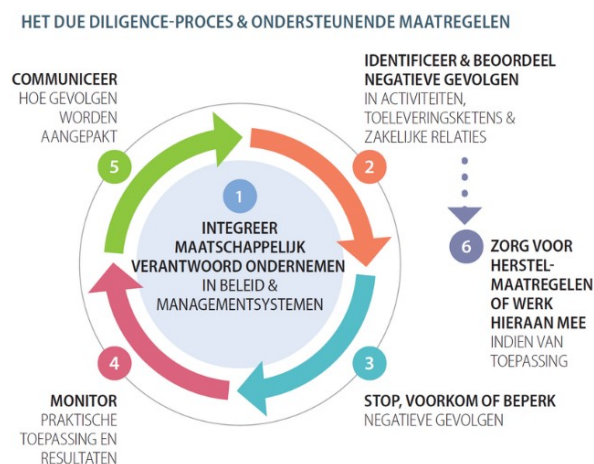 HET DUE DILIGENCE-PROCES & ONDERSTEUNENDE MAATREGELEN
1
INTEGREER
MAATSCHAPPELIJK
VERANTWOORD ONDERNEMEN
IN BELEID &
MANAGEMENTSYSTEMEN
IDENTIFICEER & BEOORDEEL
NEGATIEVE GEVOLGEN
IN ACTIVITEITEN,
TOELEVERINGSKETENS &
ZAKELIJKE RELATIES
2
3
STOP, VOORKOM OF BEPERK
NEGATIEVE GEVOLGEN
4
MONITOR
PRAKTISCHE
TOEPASSING EN
RESULTATEN
COMMUNICEER
HOE GEVOLGEN
WORDEN
AANGEPAKT
5
6
ZORG VOOR
HERSTEL-
MAATREGELEN
OF WERK
HIERAAN MEE
INDIEN VAN
TOEPASSING